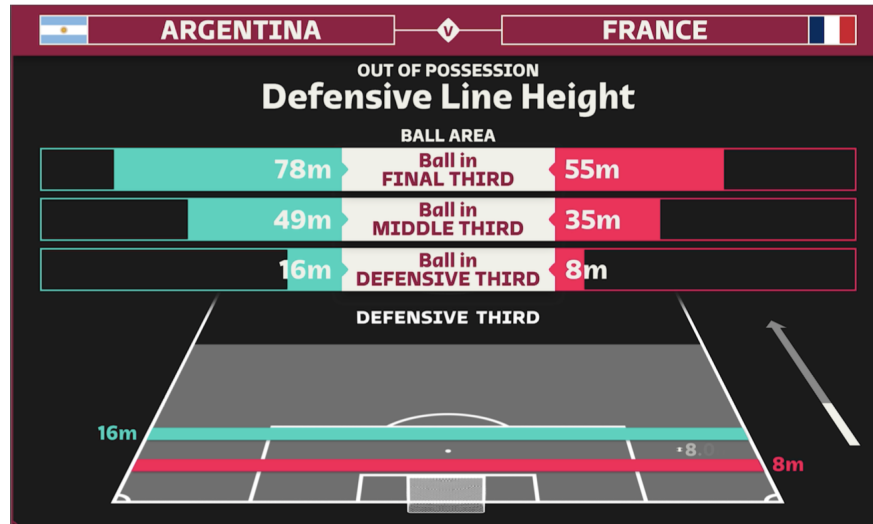 ARGENTINA V FRANCE
OUT OF POSSESSION
Defensive Line Height
BALL AREA
78m Ball in FINAL THIRD 55m
49m Ball in MIDDLE THIRD 35m
16m Ball in DEFENSIVE THIRD 8m
DEFENSIVE THIRD
16m
8.0
8m